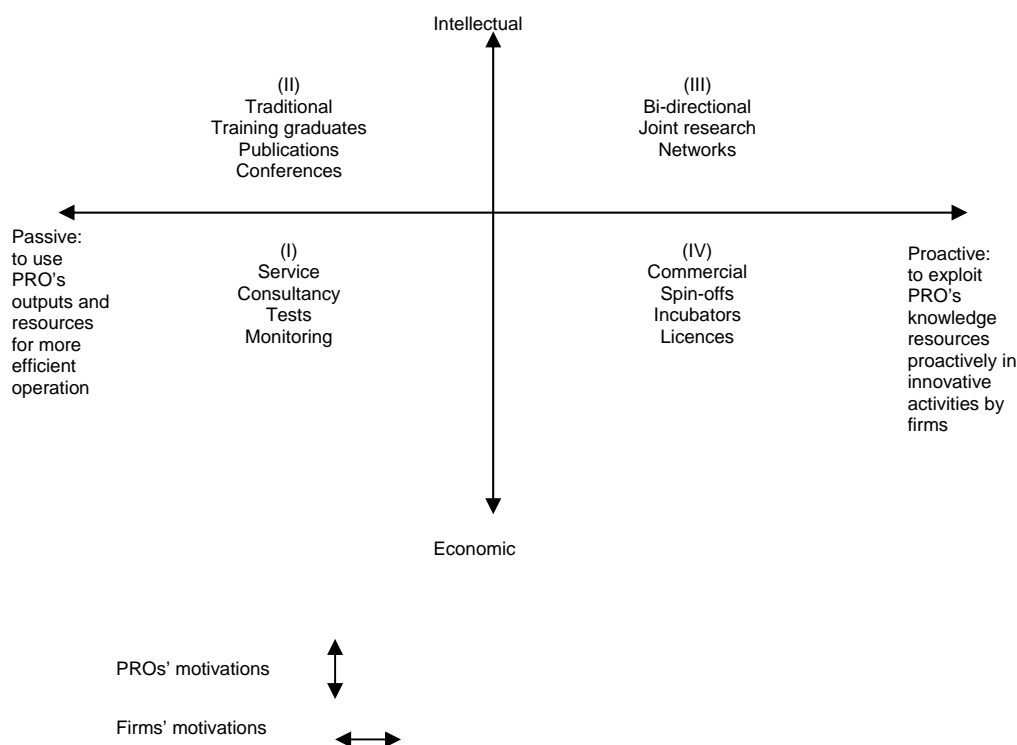 Intellectual
(II)
Traditional
Training graduates
Publications
Conferences
(III)
Bi-directional
Joint research
Networks
Passive:
to use
PRO's
outputs and
resources
for more
efficient
operation
(I)
Service
Consultancy
Tests
Monitoring
(IV)
Commercial
Spin-offs
Incubators
Licences
Proactive:
to exploit
PRO's
knowledge
resources
proactively in
innovative
activities by
firms
Economic
PROs' motivations
Firms' motivations